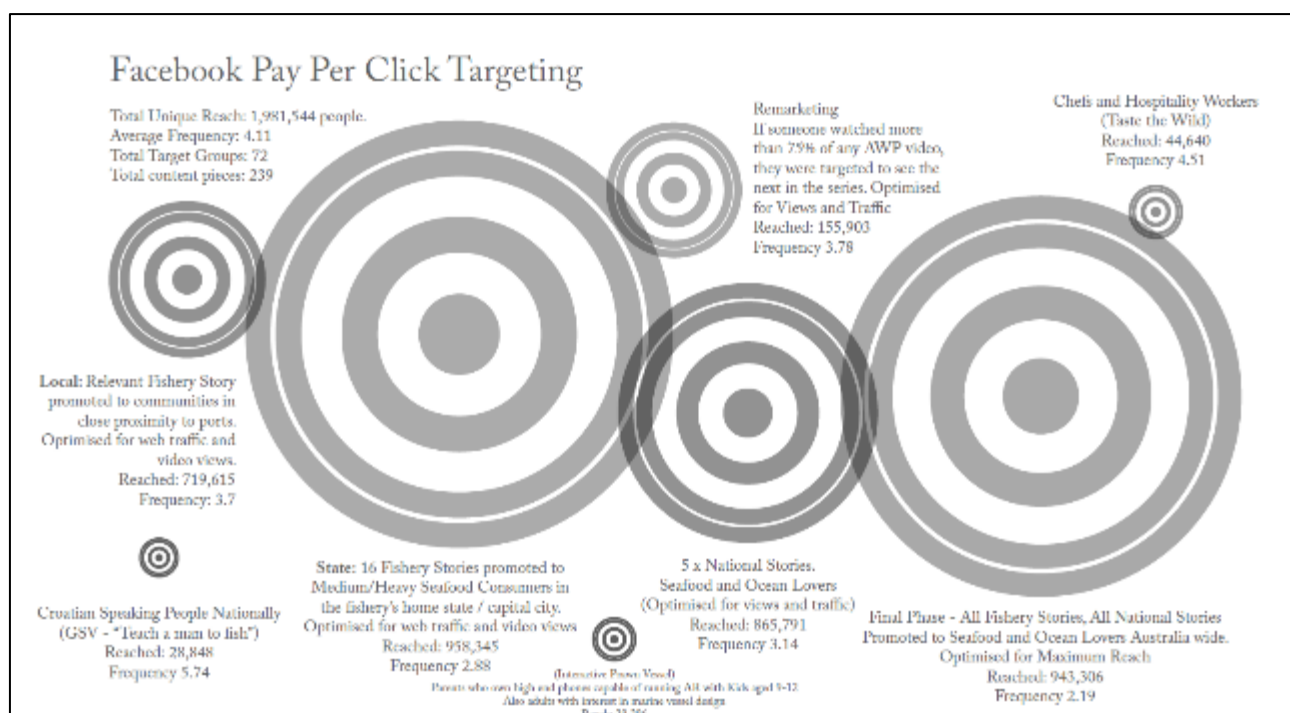 Facebook Pay Per Click Targeting
Total Unique Reach: 1,981,544 people.
Average Frequency: 4.11
Total Target Groups: 72
Total content pieces: 239
Remarketing
If someone watched more
than 75% of any AWP video,
they were targeted to see the
next in the series. Optimised
for Views and Traffic
Reached: 155,903
Frequency 3.78
Chefs and Hospitality Workers
(Taste the Wild)
Reached: 44,640
Frequency 4.51
Local: Relevant Fishery Story
promoted to communities in
close proximity to ports.
Optimised for web traffic and
video views.
Reached: 719,615
Frequency: 3.7
Croatian Speaking People Nationally
(GSV - “Teach a man to fish”)
Reached: 28,848
Frequency 5.74
State: 16 Fishery Stories promoted to
Medium/Heavy Seafood Consumers in
the fishery's home state / capital city.
Optimised for web traffic and video views
Reached: 958,345
Frequency 2.88
(Interactive Prawn Vessel)
Parents who own high end phones capable of running AR with Kids aged 9-12
Also adults with interest in marine vessel design
5 x National Stories.
Seafood and Ocean Lovers
(Optimised for views and traffic)
Reached: 865,791
Frequency 3.14
Final Phase - All Fishery Stories, All National Stories
Promoted to Seafood and Ocean Lovers Australia wide.
Optimised for Maximum Reach
Reached: 943,306
Frequency 2.19